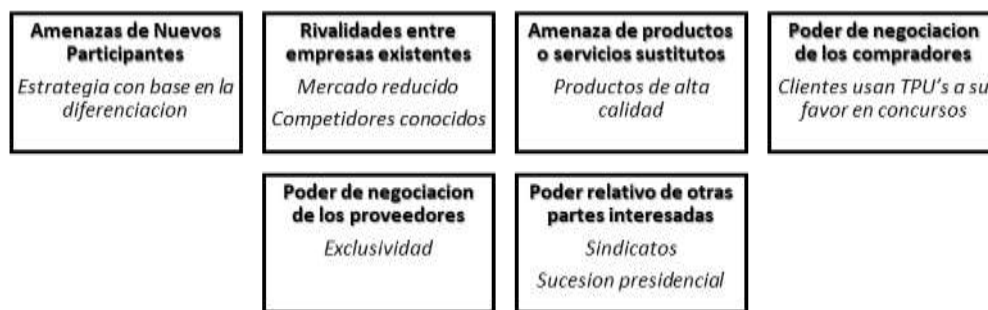 Amenazas de Nuevos
Participantes
Estrategia con base en la
diferenciacion
Rivalidades entre
empresas existentes
Mercado reducido
Competidores conocidos
Amenaza de productos
o servicios sustitutos
Productos de alta
calidad
Poder de negociacion
de los compradores
Clientes usan TPU's a su
favor en concursos
Poder de negociacion
de los proveedores
Exclusividad
Poder relativo de otras
partes interesadas
Sindicatos
Sucesion presidencial